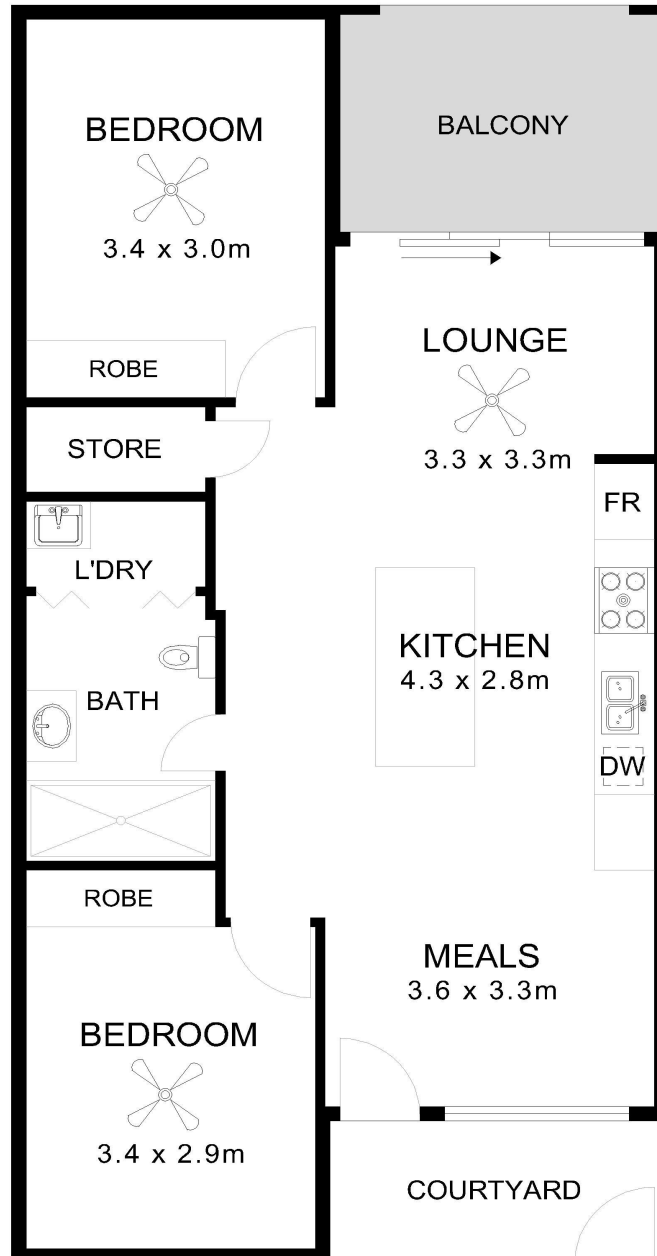 BEDROOM
3.4 x 3.0m
BALCONY
ROBE
LOUNGE
3.3 x 3.3m
STORE
FR
L'DRY
KITCHEN
4.3 x 2.8m
BATH
DW
ROBE
MEALS
3.6 x 3.3m
BEDROOM
3.4 x 2.9m
COURTYARD